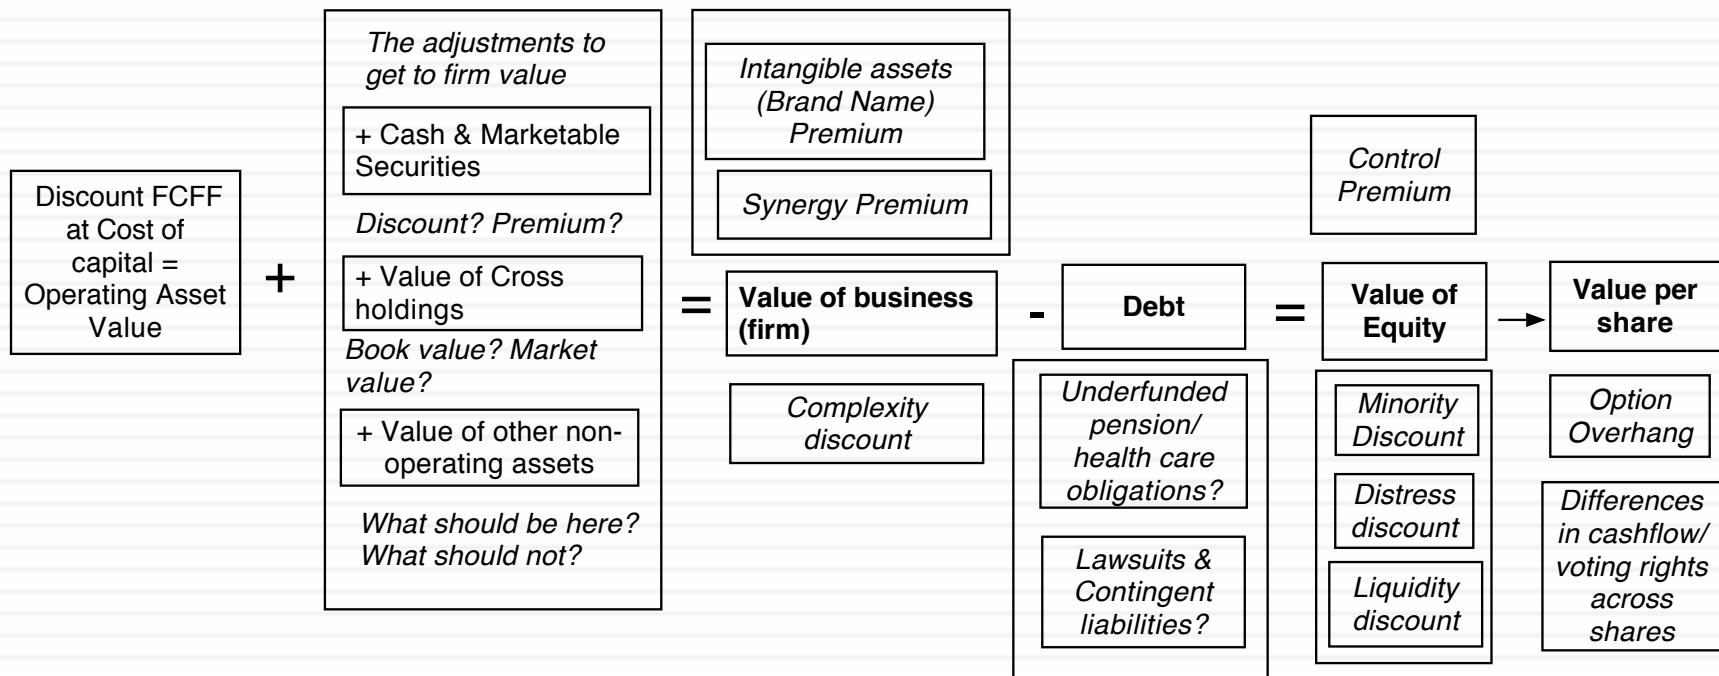 Discount FCFF
at Cost of
capital =
Operating Asset
Value
+
The adjustments to
get to firm value
+ Cash & Marketable
Securities
Discount? Premium?
+ Value of Cross
holdings
Book value? Market
value?
+ Value of other non-
operating assets
What should be here?
What should not?
=
Intangible assets
(Brand Name)
Premium
Synergy Premium
Value of business
(firm)
Complexity
discount
-
Debt
Underfunded
pension/
health care
obligations?
Lawsuits &
Contingent
liabilities?
=
Control
Premium
Value of
Equity
Minority
Discount
Distress
discount
Liquidity
discount
Value per
share
Option
Overhang
Differences
in cashflow/
voting rights
across
shares